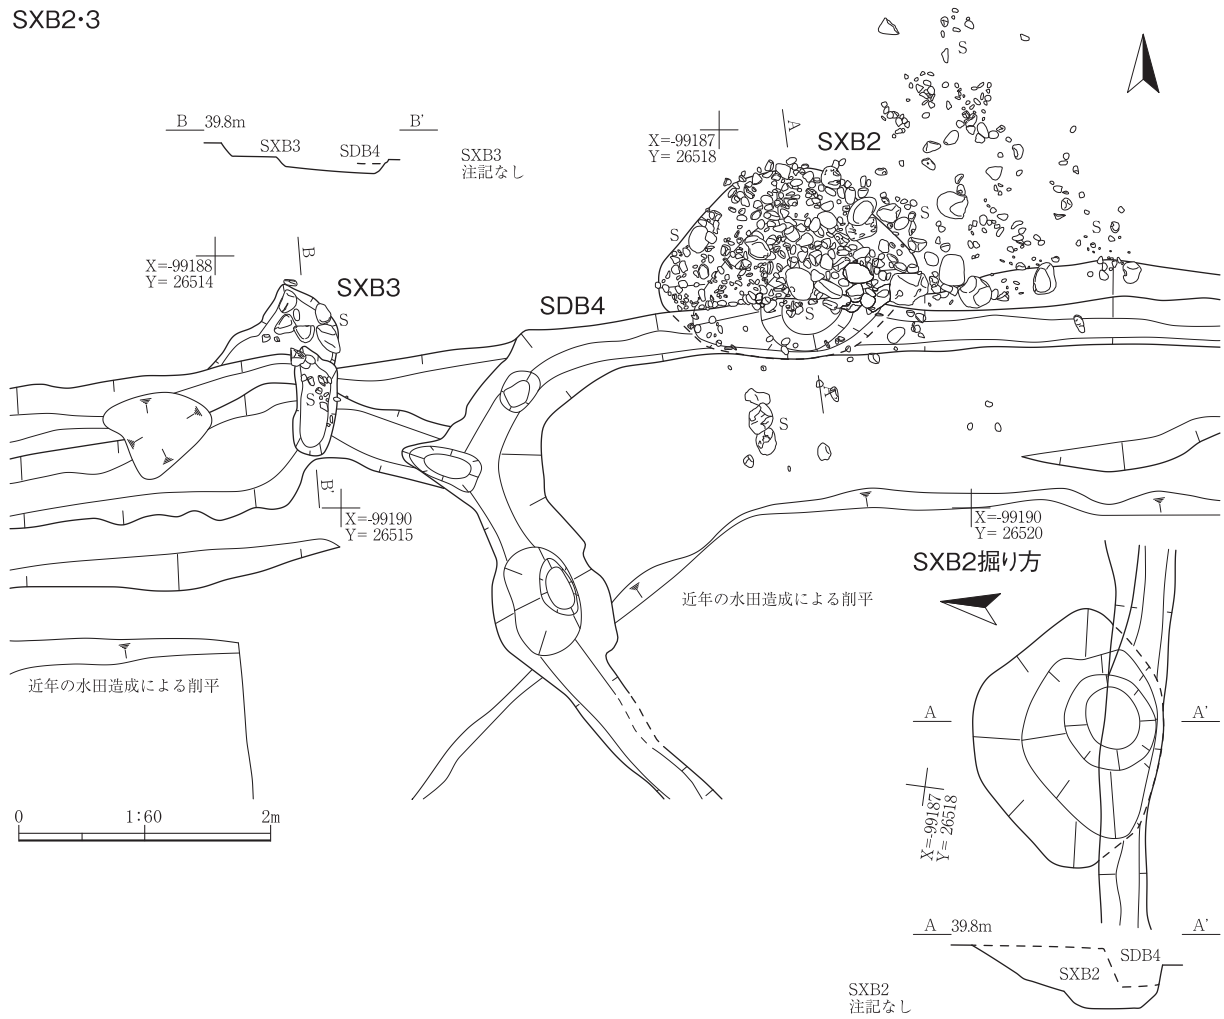 SXB2・3
B 39.8m B'
SXB3
SDB4
SXB3
注記なし
X=-99188
Y= 26514
B
SXB3
S
S
B'
X=-99190
Y= 26515
SDB4
X=-99187
Y= 26518
A
SXB2
S
S
S
S
S
S
X=-99190
Y= 26520
近年の水田造成による削平
近年の水田造成による削平
0 1:60 2m
SXB2掘り方
A A'
X=-99187
Y= 26518
A 39.8m A'
SDB4
SXB2
SXB2
注記なし